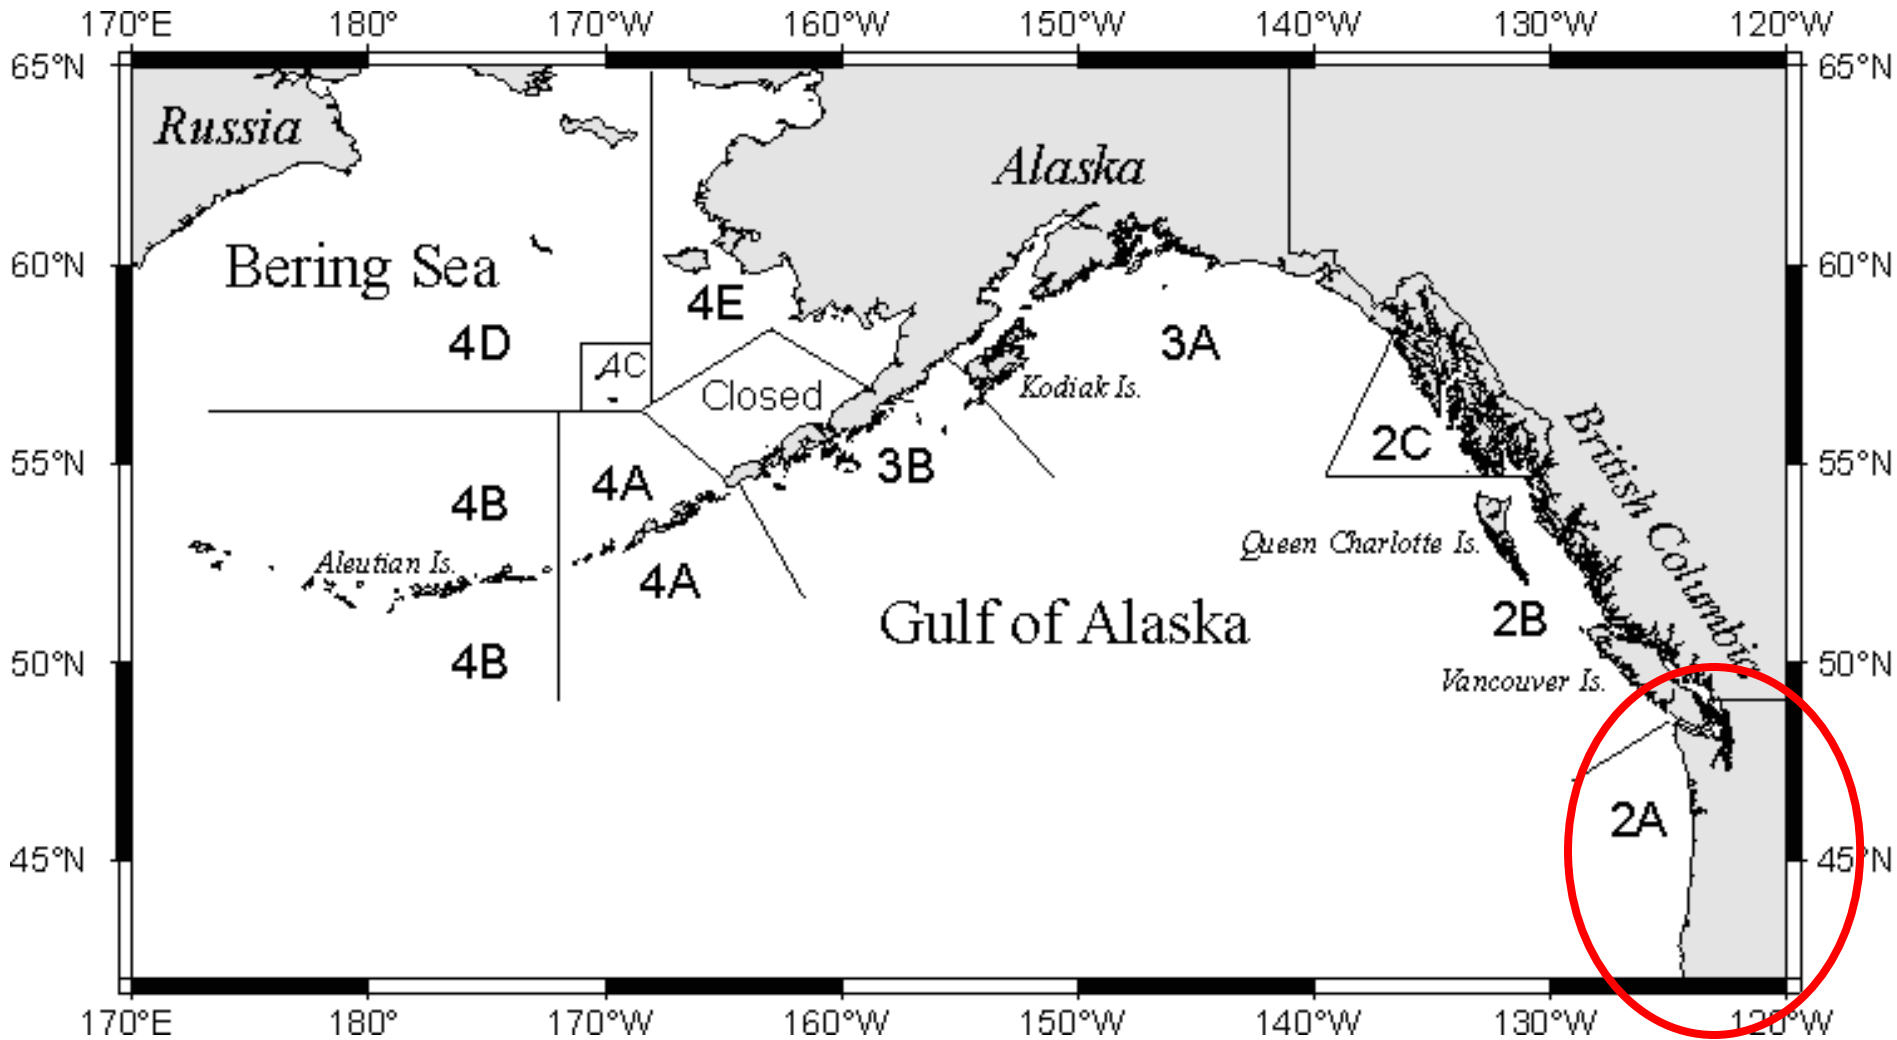 170°E 180° 170°W 160°W 150°W 140°W 130°W 120°W
65°N 65°N
Russia
Alaska
Bering Sea
60°N 60°N
4E
4D
3A
4C
Closed
Kodiak Is.
British Columbia
2C
3B
55°N 55°N
4A
4B
Queen Charlotte Is.
Aleutian Is.
4A
Gulf of Alaska
2B
50°N 50°N
4B
Vancouver Is.
2A
45°N 45°N
170°E 180° 170°W 160°W 150°W 140°W 130°W 120°W